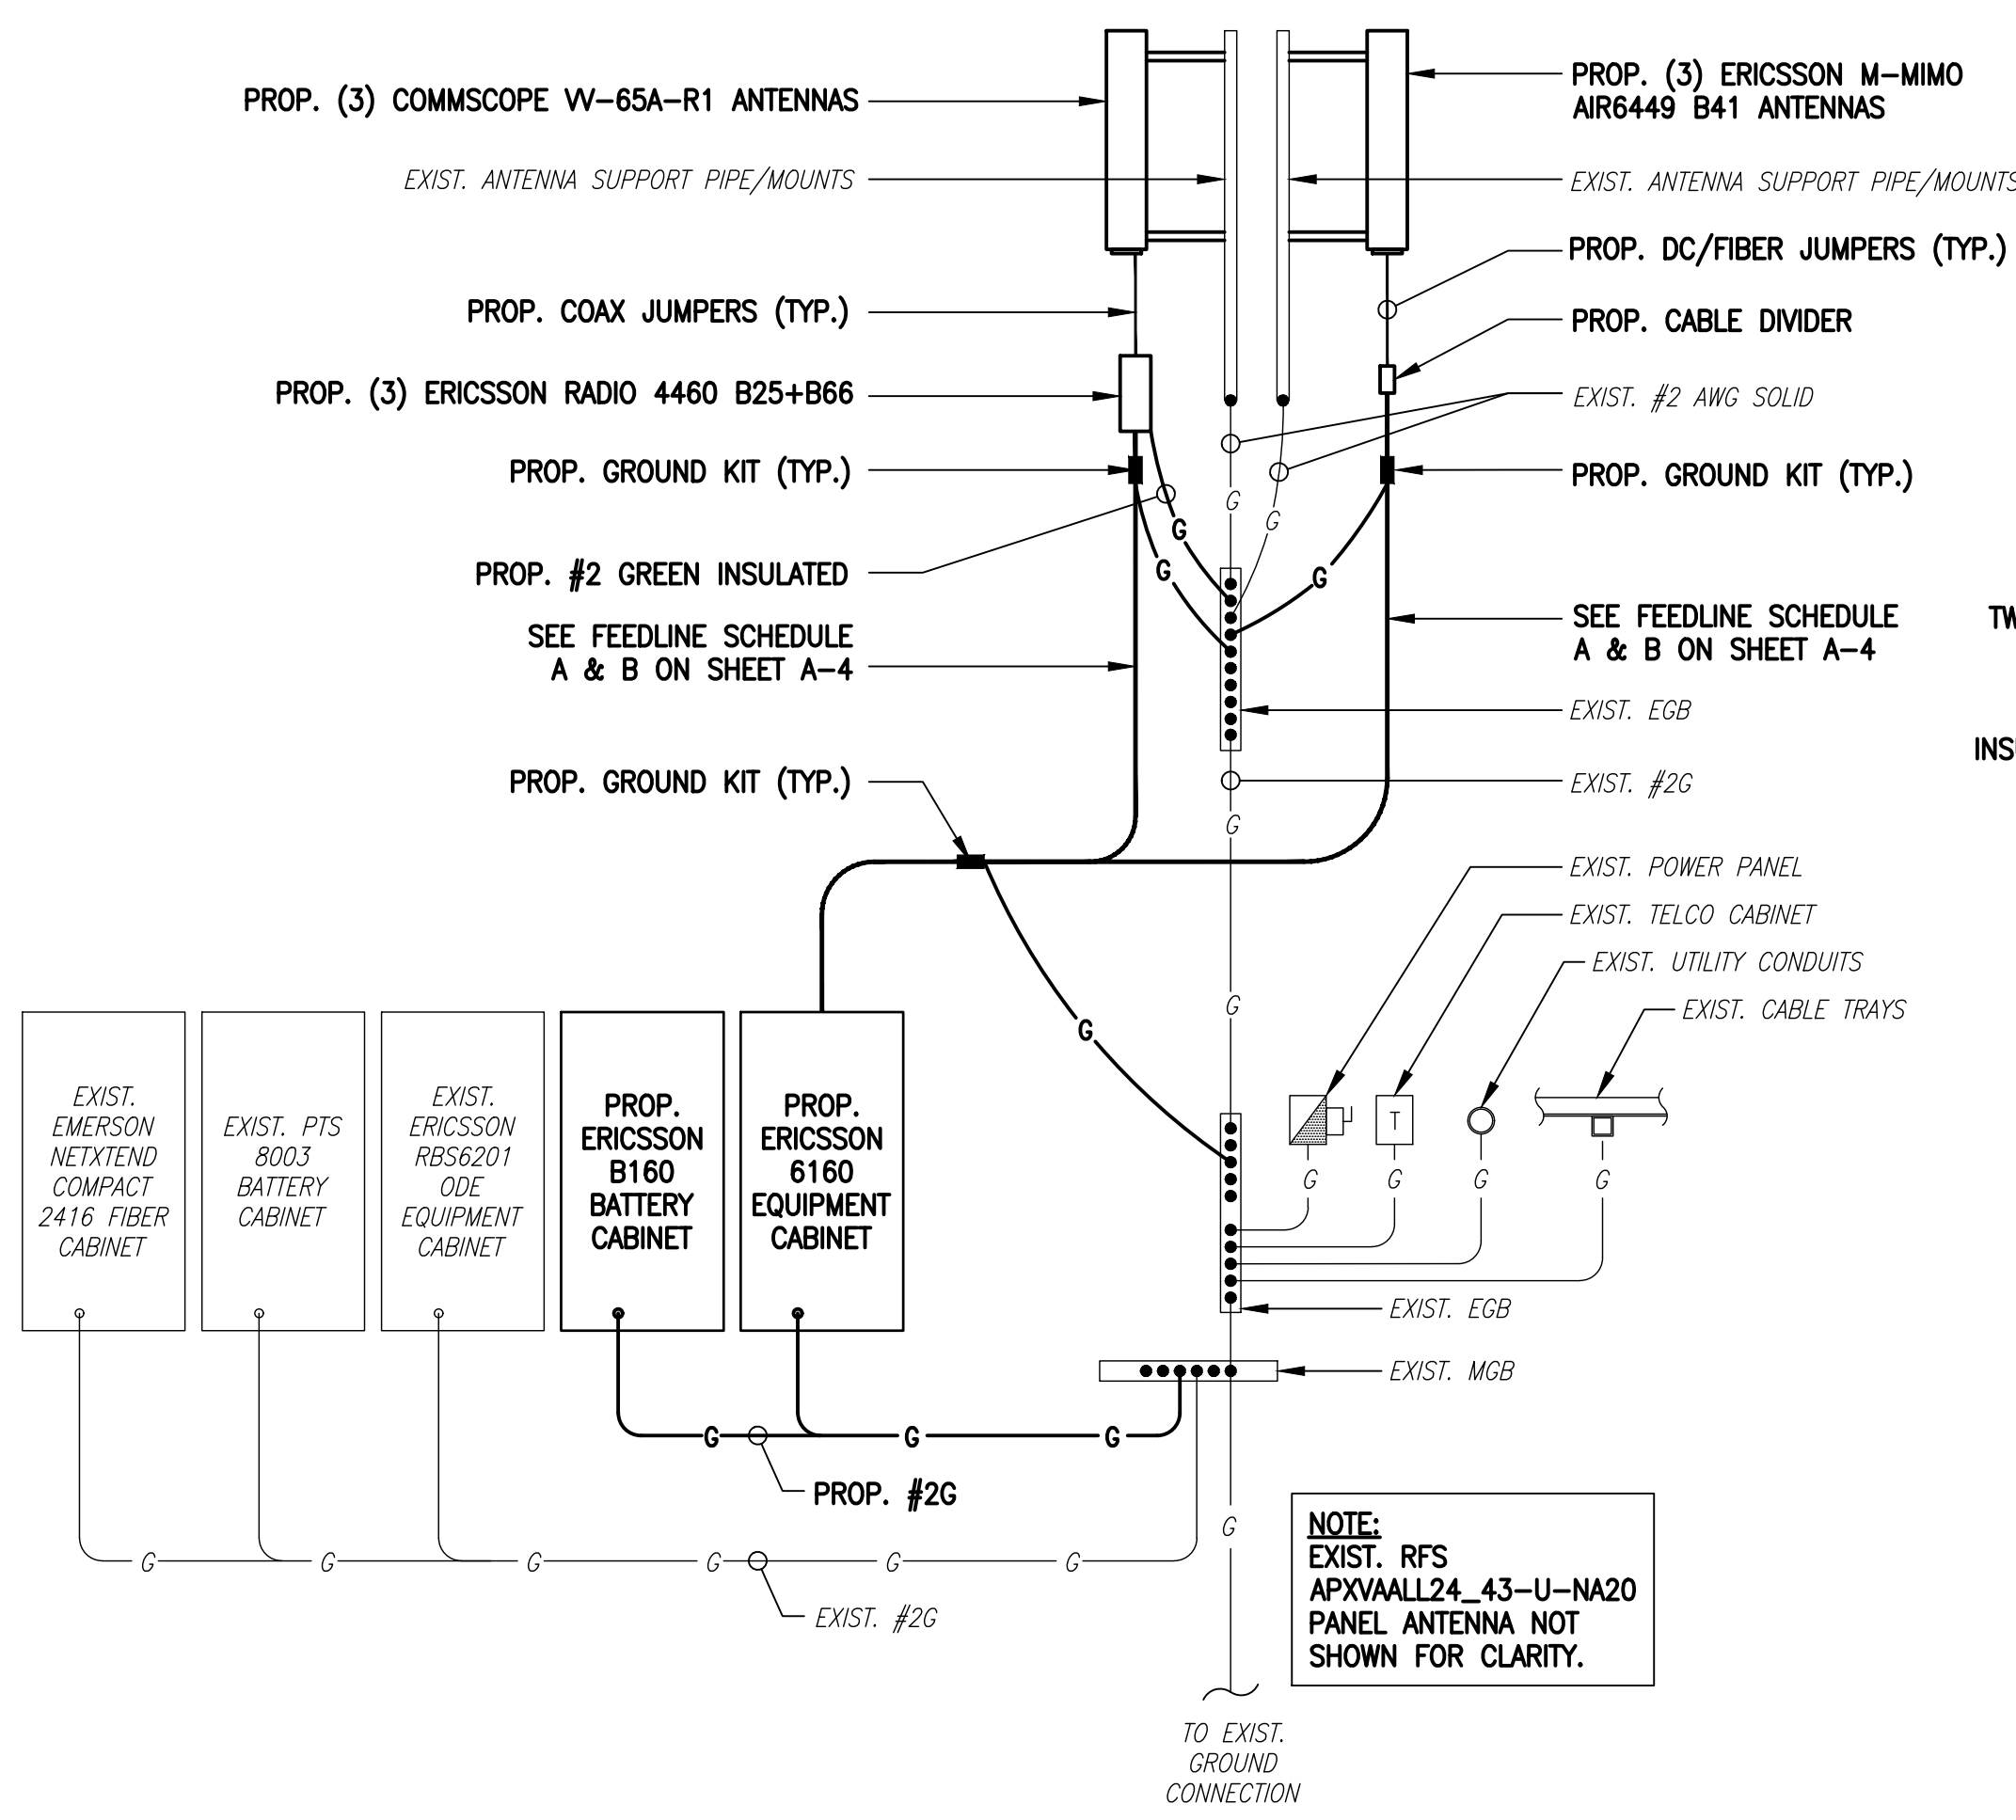 PROP. (3) COMMSCOPE VV-65A-R1 ANTENNAS
EXIST. ANTENNA SUPPORT PIPE/MOUNTS
PROP. COAX JUMPERS (TYP.)
PROP. (3) ERICSSON RADIO 4460 B25+B66
PROP. GROUND KIT (TYP.)
PROP. #2 GREEN INSULATED
SEE FEEDLINE SCHEDULE
A & B ON SHEET A-4
PROP. GROUND KIT (TYP.)
PROP. (3) ERICSSON M-MIMO
AIR6449 B41 ANTENNAS
EXIST. ANTENNA SUPPORT PIPE/MOUNTS
PROP. DC/FIBER JUMPERS (TYP.)
PROP. CABLE DIVIDER
EXIST. #2 AWG SOLID
PROP. GROUND KIT (TYP.)
SEE FEEDLINE SCHEDULE
A & B ON SHEET A-4
TW
EXIST. EGB
INS
EXIST. #2G
EXIST. POWER PANEL
EXIST. TELCO CABINET
EXIST. UTILITY CONDUITS
EXIST. CABLE TRAYS
G
G
G
G
G
G
G
G
T
G
G
G
G
EXIST.
EMERSON
NETXTEND
COMPACT
2416 FIBER
CABINET
EXIST. PTS
8003
BATTERY
CABINET
EXIST.
ERICSSON
RBS6201
ODE
EQUIPMENT
CABINET
PROP.
ERICSSON
B160
BATTERY
CABINET
PROP.
ERICSSON
6160
EQUIPMENT
CABINET
EXIST. EGB
EXIST. MGB
G G G
PROP. #2G
G G G G G G
EXIST. #2G
G
NOTE:
EXIST. RFS
APXVAALL24_43-U-NA20
PANEL ANTENNA NOT
SHOWN FOR CLARITY.
TO EXIST.
GROUND
CONNECTION